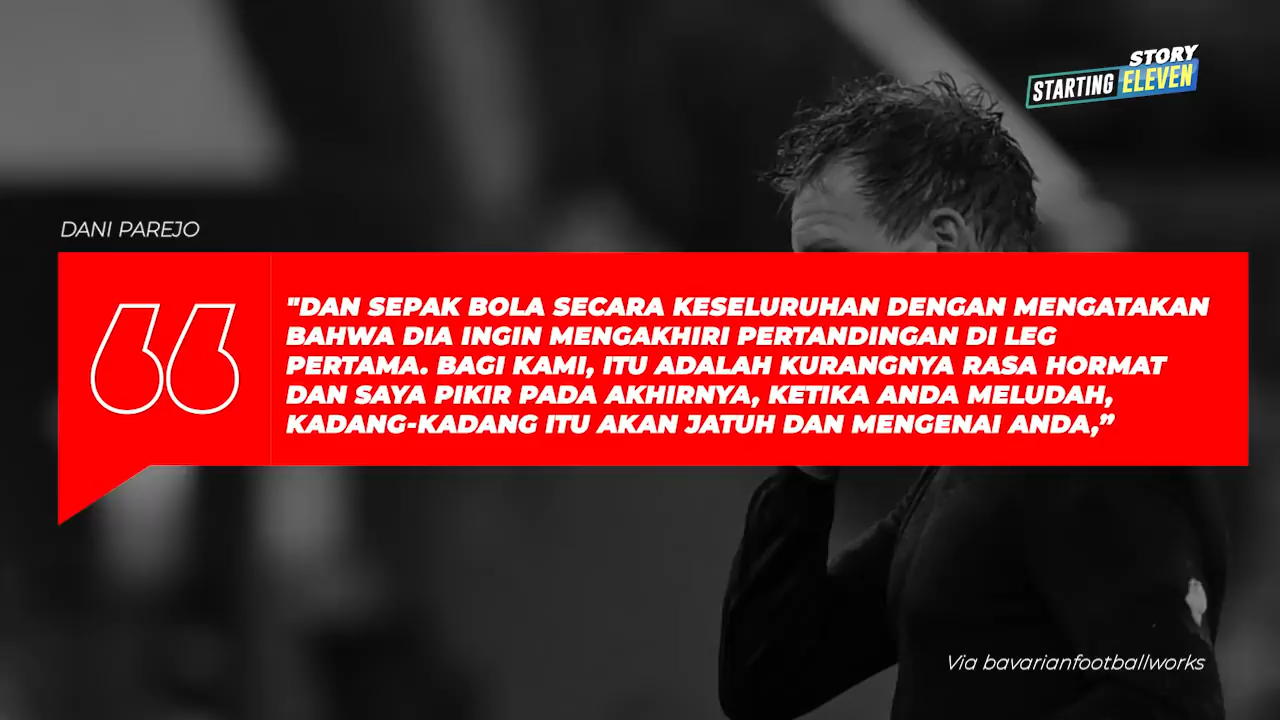 STORY
STARTING ELEVEN
DANI PAREJO
"DAN SEPAK BOLA SECARA KESELURUHAN DENGAN MENGATAKAN
BAHWA DIA INGIN MENGAKHIRI PERTANDINGAN DI LEG
PERTAMA. BAGI KAMI, ITU ADALAH KURANGNYA RASA HORMAT
DAN SAYA PIKIR PADA AKHIRNYA, KETIKA ANDA MELUDAH,
KADANG-KADANG ITU AKAN JATUH DAN MENGENAI ANDA,”
Via bavarianfootballworks